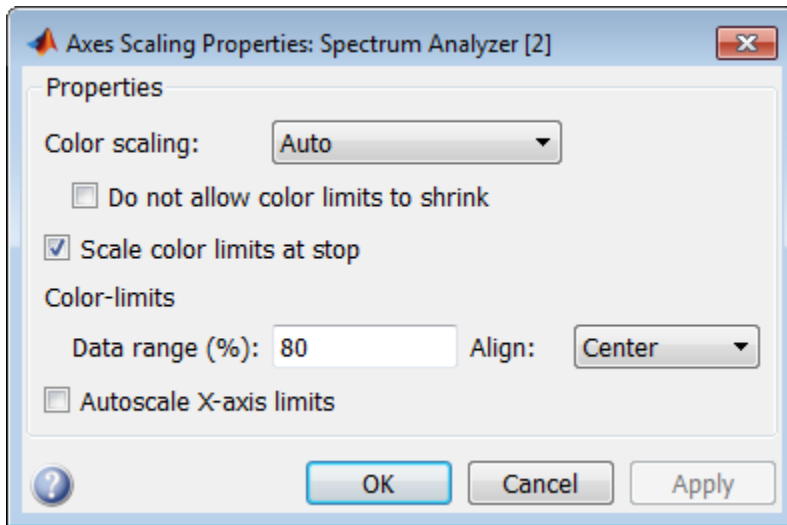 Axes Scaling Properties: Spectrum Analyzer [2]
Properties
Color scaling: Auto
Do not allow color limits to shrink
Scale color limits at stop
Color-limits
Data range (%): 80 Align: Center
Autoscale X-axis limits
? OK Cancel Apply